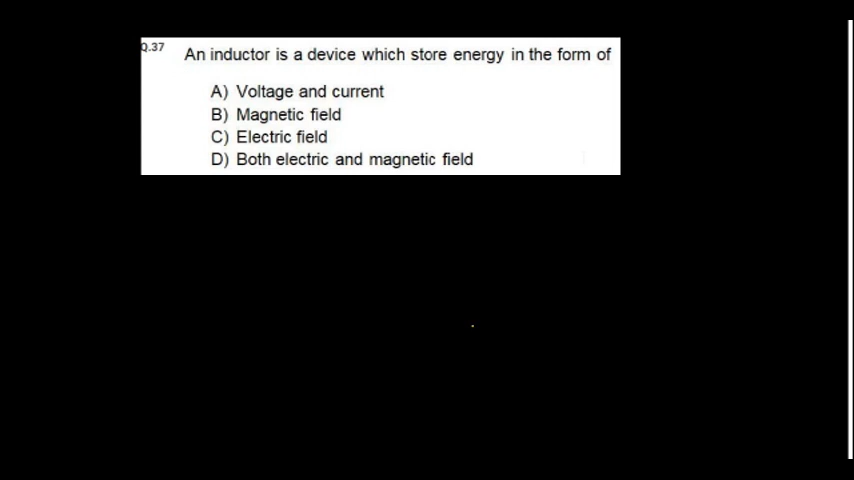 Q.37 An inductor is a device which store energy in the form of
A) Voltage and current
B) Magnetic field
C) Electric field
D) Both electric and magnetic field